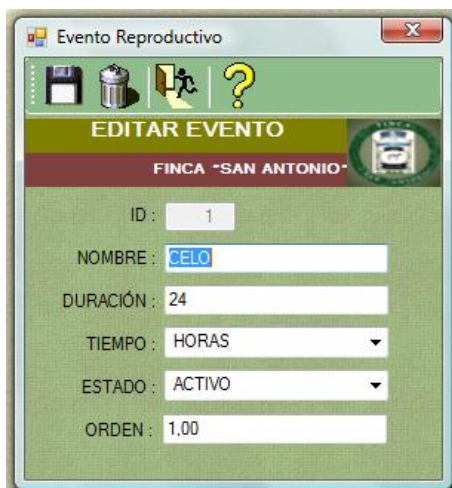 Evento Reproductivo
EDITAR EVENTO
FINCA "SAN ANTONIO"
ID : 1
NOMBRE : CELO
DURACIÓN : 24
TIEMPO : HORAS
ESTADO : ACTIVO
ORDEN : 1,00